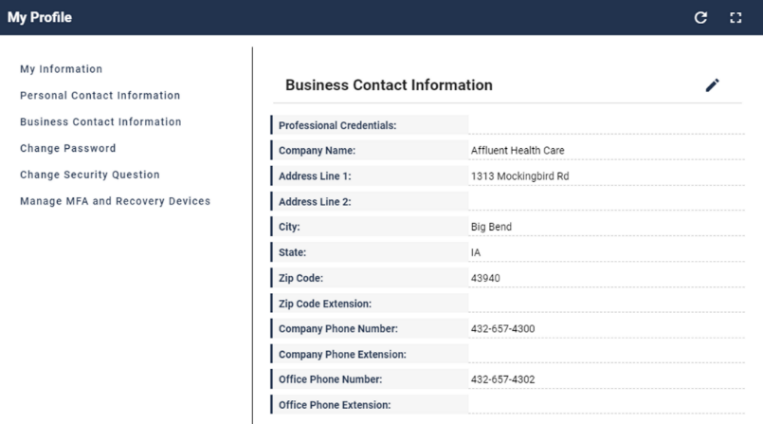 My Profile
My Information
Personal Contact Information
Business Contact Information
Change Password
Change Security Question
Manage MFA and Recovery Devices
Business Contact Information
Professional Credentials:
Company Name: Affluent Health Care
Address Line 1: 1313 Mockingbird Rd
Address Line 2:
City: Big Bend
State: IA
Zip Code: 43940
Zip Code Extension:
Company Phone Number: 432-657-4300
Company Phone Extension:
Office Phone Number: 432-657-4302
Office Phone Extension: